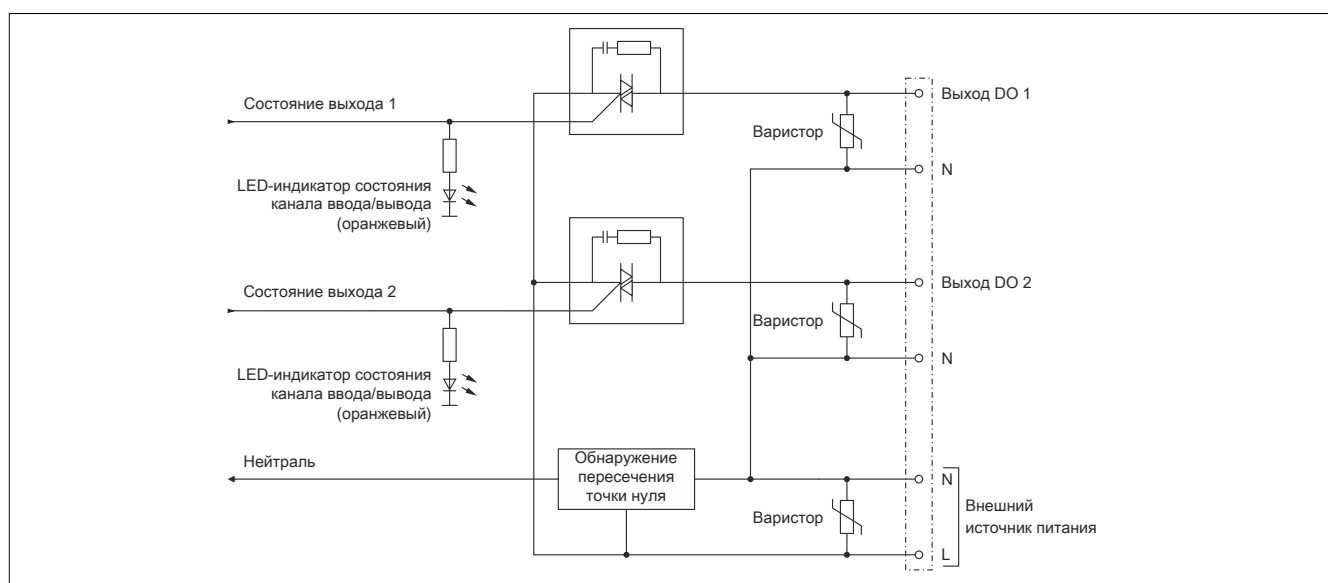 Состояние выхода 1
LED-индикатор состояния
канала ввода/вывода
(оранжевый)
Варистор
Выход DO 1
N
Состояние выхода 2
LED-индикатор состояния
канала ввода/вывода
(оранжевый)
Варистор
Выход DO 2
N
Нейтраль
Обнаружение
пересечения
точки нуля
Варистор
N
L
Внешний
источник питания